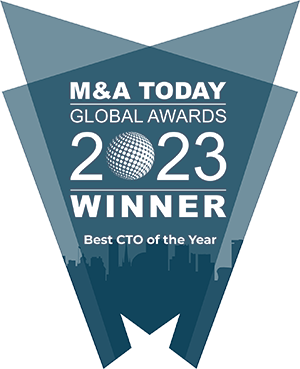 M&A TODAY
GLOBAL AWARDS
2023
WINNER
Best CTO of the Year